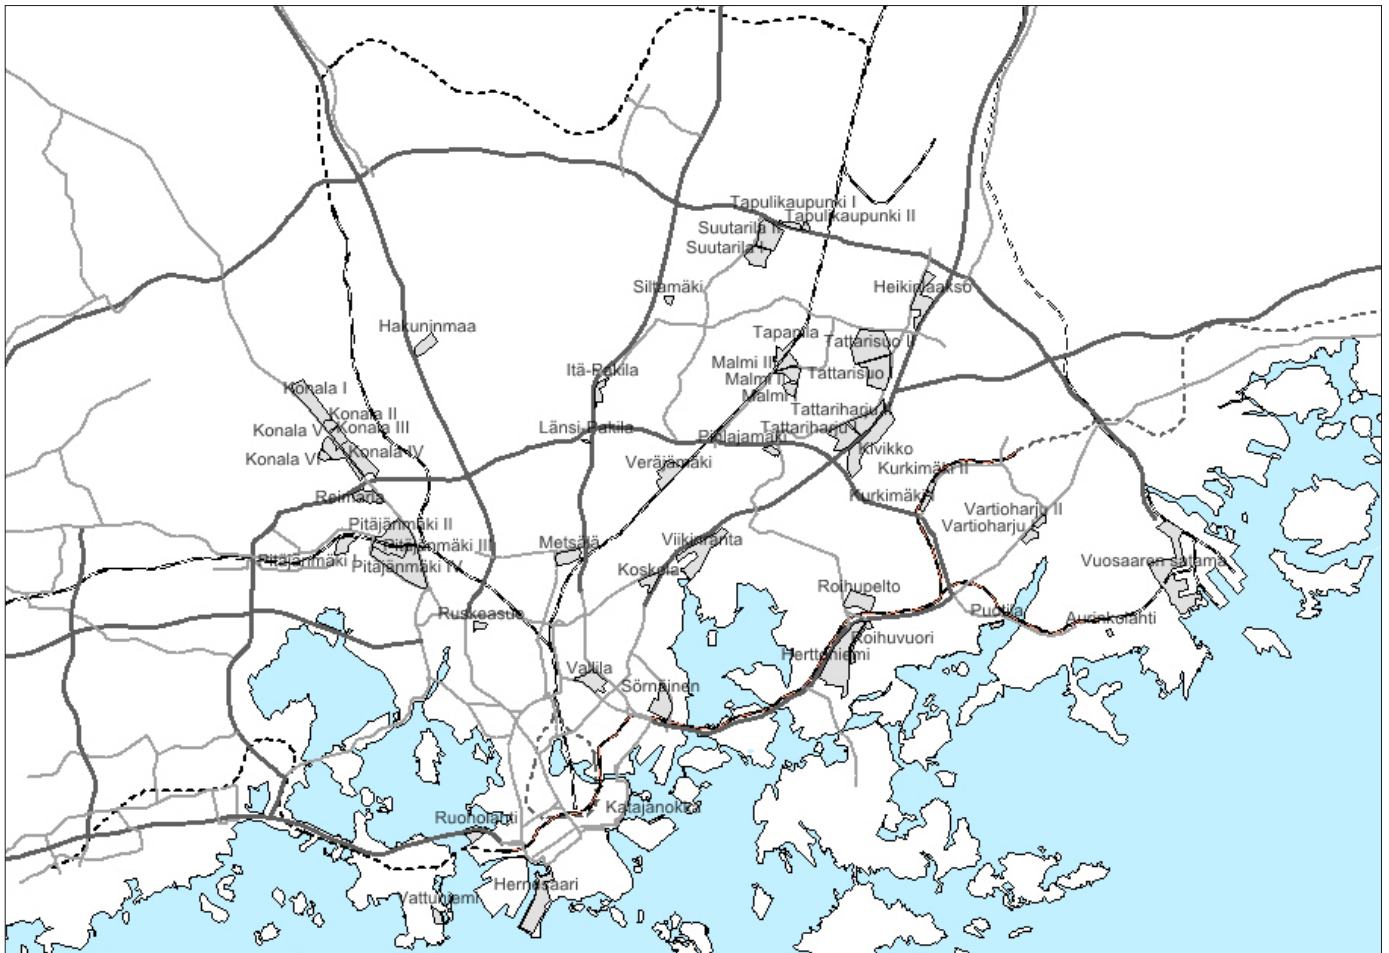 Tapulikaupunki I
Tapulikaupunki II
Suutarila II
Suutarila I
Siltamäki
Heikinlaakso
Hakuninmaa
Tapanila
Tattarisuo II
Malmi III
Itä-Pakila
Tattarisuo
Malmi II
Konala I
Malmi I
Tattariharju II
Konala II
Konala V
Konala III
Länsi-Pakila
Tattariharju I
Pihlajamäki
Kivikko
Konala IV
Konala VI
Veräjämäki
Kurkimäki II
Reimarla
Kurkimäki I
Vartioharju II
Vartioharju I
Pitäjänmäki II
Pitäjänmäki III
Metsälä
Viikinranta
Pitäjänmäki I
Pitäjänmäki IV
Koskela
Vuosaaren satama
Roihupelto
Ruskeasuo
Puotila
Aurinkolahti
Roihuvuori
Herttoniemi
Vallila
Sörnäinen
Katajanokka
Ruoholahti
Hernesaari
Vattuniemi